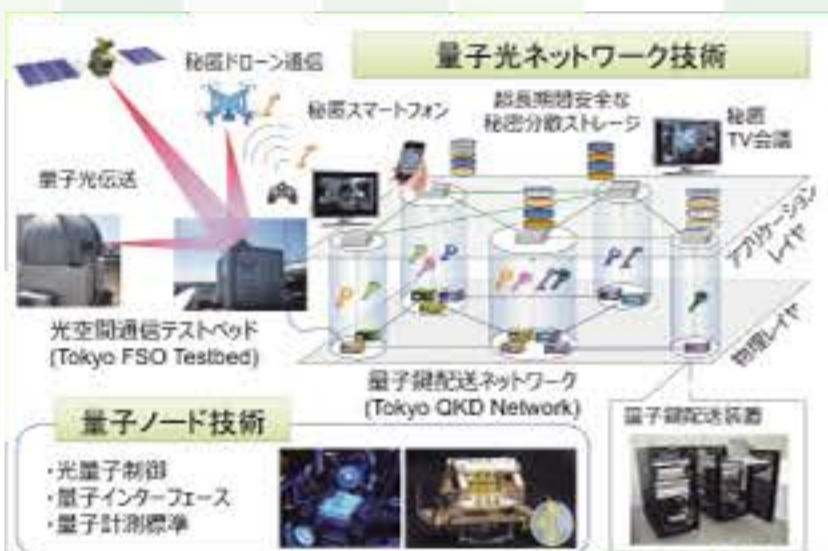 量子光ネットワーク技術
秘匿ドローン通信
秘匿スマートフォン
超長期間安全な
秘密分散ストレージ
秘匿
TV会議
量子光伝送
アプリケーション
レイヤ
物理レイヤ
光空間通信テストベッド
(Tokyo FSO Testbed)
量子鍵配送ネットワーク
(Tokyo QKD Network)
量子鍵配送装置
量子ノード技術
・光量子制御
・量子インターフェース
・量子計測標準